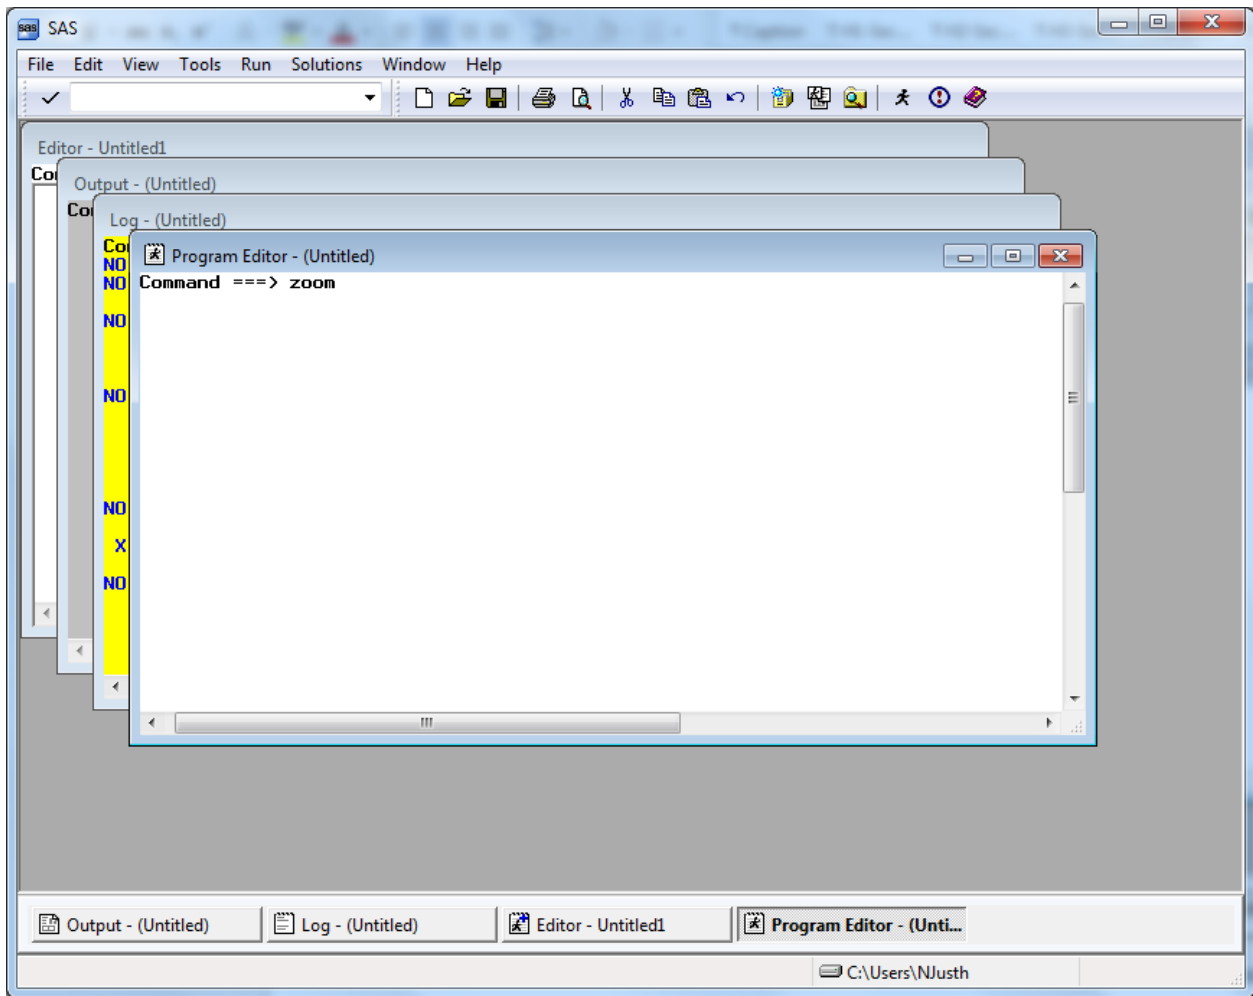 sas SAS
File Edit View Tools Run Solutions Window Help
Editor - Untitled1
Output - (Untitled)
Log - (Untitled)
NO
NO
NO
NO
NO
X
NO
Program Editor - (Untitled)
Command ===> zoom
Output - (Untitled)
Log - (Untitled)
Editor - Untitled1
Program Editor - (Unti...
C:\Users\NJusth